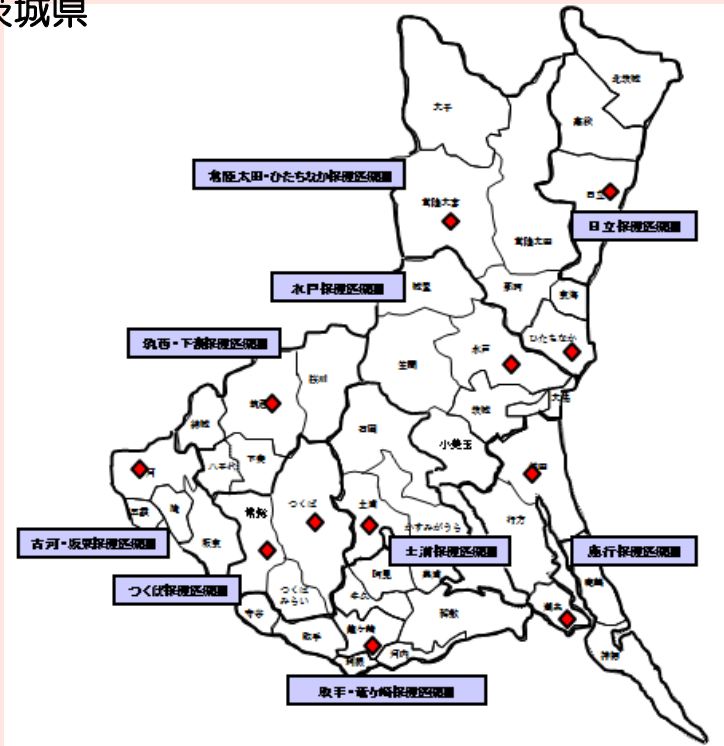 茨城県
北茨城
大子
高萩
常陸太田・ひたちなか保健医療圏
日立
常陸大宮
日立保健医療圏
常陸太田
水戸保健医療圏
城里
那珂
東海
筑西・下妻保健医療圏
ひたちなか
水戸
笠間
桜川
筑西
大洗
茨城
結城
石岡
小美玉
下妻
八千代
河
田
五霞
境
つくば
土浦
常総
行方
かすみがうら
古河・坂東保健医療圏
坂東
土浦保健医療圏
鹿行保健医療圏
阿見
美浦
つくば保健医療圏
つくば
みらい
牛久
鹿嶋
守谷
稲敷
潮来
取手
龍ケ崎
利根
河内
神栖
取手・竜ケ崎保健医療圏